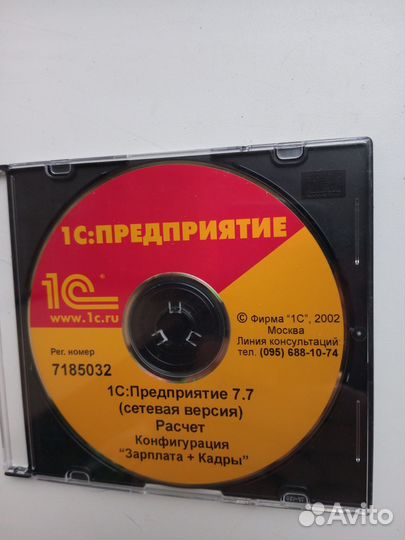 1С:ПРЕДПРИЯТИЕ
1С®
www.1c.ru
© Фирма "1С", 2002
Москва
Линия консультаций
тел. (095) 688-10-74
Рег. номер
7185032
1С:Предприятие 7.7
(сетевая версия)
Расчет
Конфигурация
"Зарплата + Кадры"
Avito